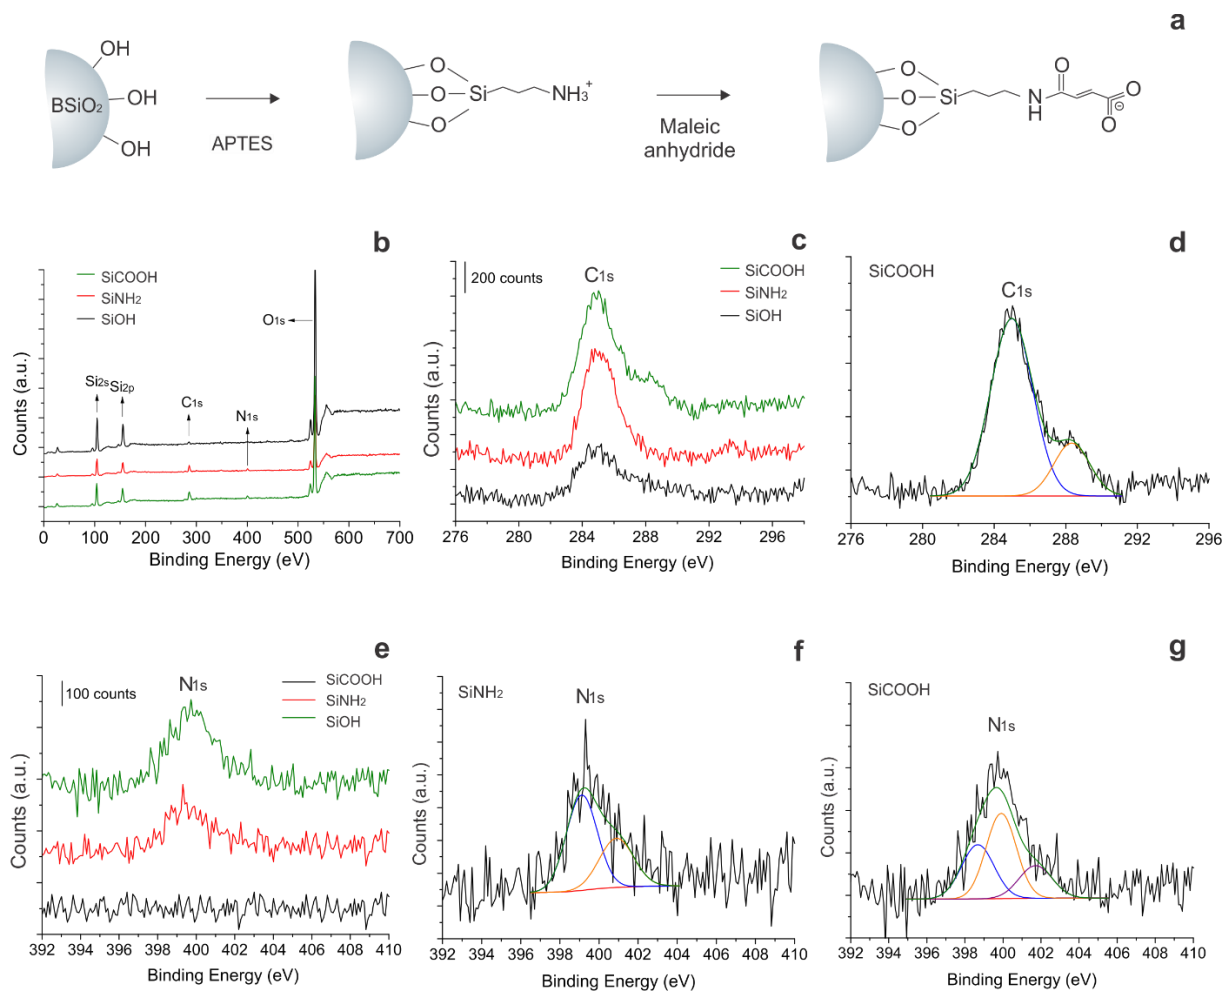 a
OH
OH
OH
BSiO2
APTES
O
O
O
Si
NH3+
Maleic
anhydride
O
O
O
Si
N
H
O
O
O⊖
b
SiCOOH
SiNH2
SiOH
O1s
Si2s
Si2p
C1s
N1s
Counts (a.u.)
0 100 200 300 400 500 600 700
Binding Energy (eV)
c
200 counts
C1s
SiCOOH
SiNH2
SiOH
Counts (a.u.)
276 280 284 288 292 296
Binding Energy (eV)
d
SiCOOH
C1s
Counts (a.u.)
276 280 284 288 292 296
Binding Energy (eV)
e
100 counts
N1s
SiCOOH
SiNH2
SiOH
Counts (a.u.)
392 394 396 398 400 402 404 406 408 410
Binding Energy (eV)
f
SiNH2
N1s
Counts (a.u.)
392 394 396 398 400 402 404 406 408 410
Binding Energy (eV)
g
SiCOOH
N1s
Counts (a.u.)
392 394 396 398 400 402 404 406 408 410
Binding Energy (eV)